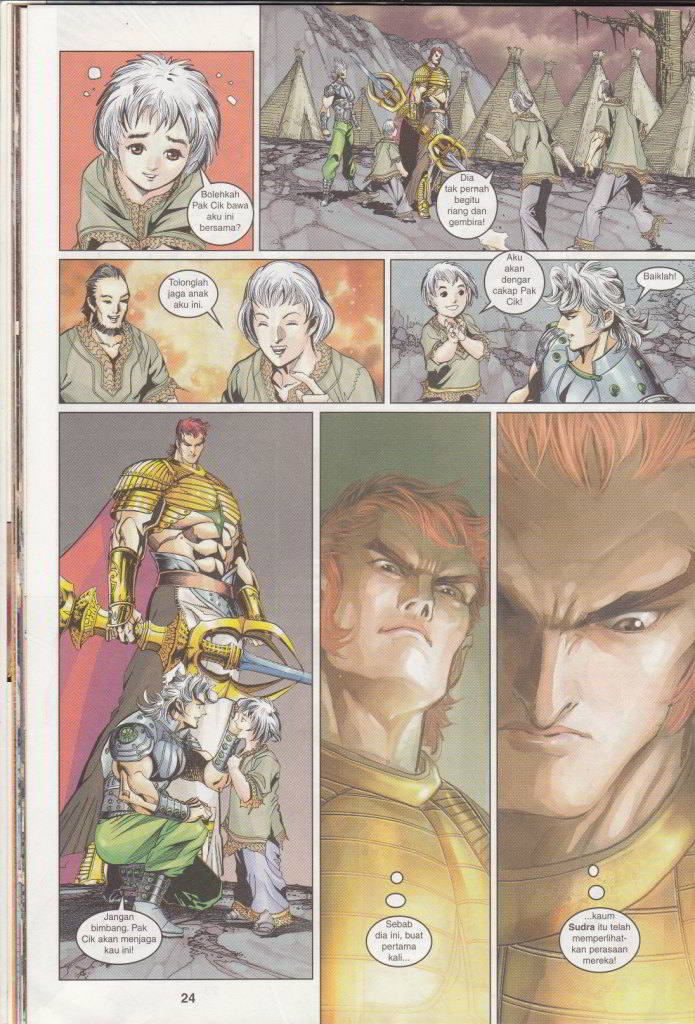 Bolehkah
Pak Cik bawa
aku ini
bersama?
Dia
tak pernah
begitu
riang dan
gembira!
Tolonglah
jaga anak
aku ini.
Aku
akan
dengar
cakap Pak
Cik!
Baiklah!
Jangan
bimbang. Pak
Cik akan menjaga
kau ini!
Sebab
dia ini, buat
pertama
kali...
...kaum
Sudra itu telah
memperlihat-
kan perasaan
mereka!
24